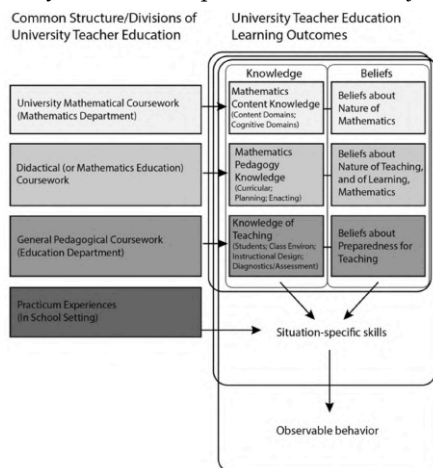 Common Structure/Divisions of
University Teacher Education
University Teacher Education
Learning Outcomes
Knowledge
Beliefs
University Mathematical Coursework
(Mathematics Department)
Mathematics
Content Knowledge
(Content Domains;
Cognitive Domains)
Beliefs about
Nature of
Mathematics
Didactical (or Mathematics Education)
Coursework
Mathematics
Pedagogy
Knowledge
(Curricular;
Planning; Enacting)
Beliefs about
Nature of Teaching,
and of Learning,
Mathematics
General Pedagogical Coursework
(Education Department)
Knowledge of
Teaching
(Students; Class Environ;
Instructional Design;
Diagnostics/Assessment)
Beliefs about
Preparedness for
Teaching
Practicum Experiences
(In School Setting)
Situation-specific skills
Observable behavior